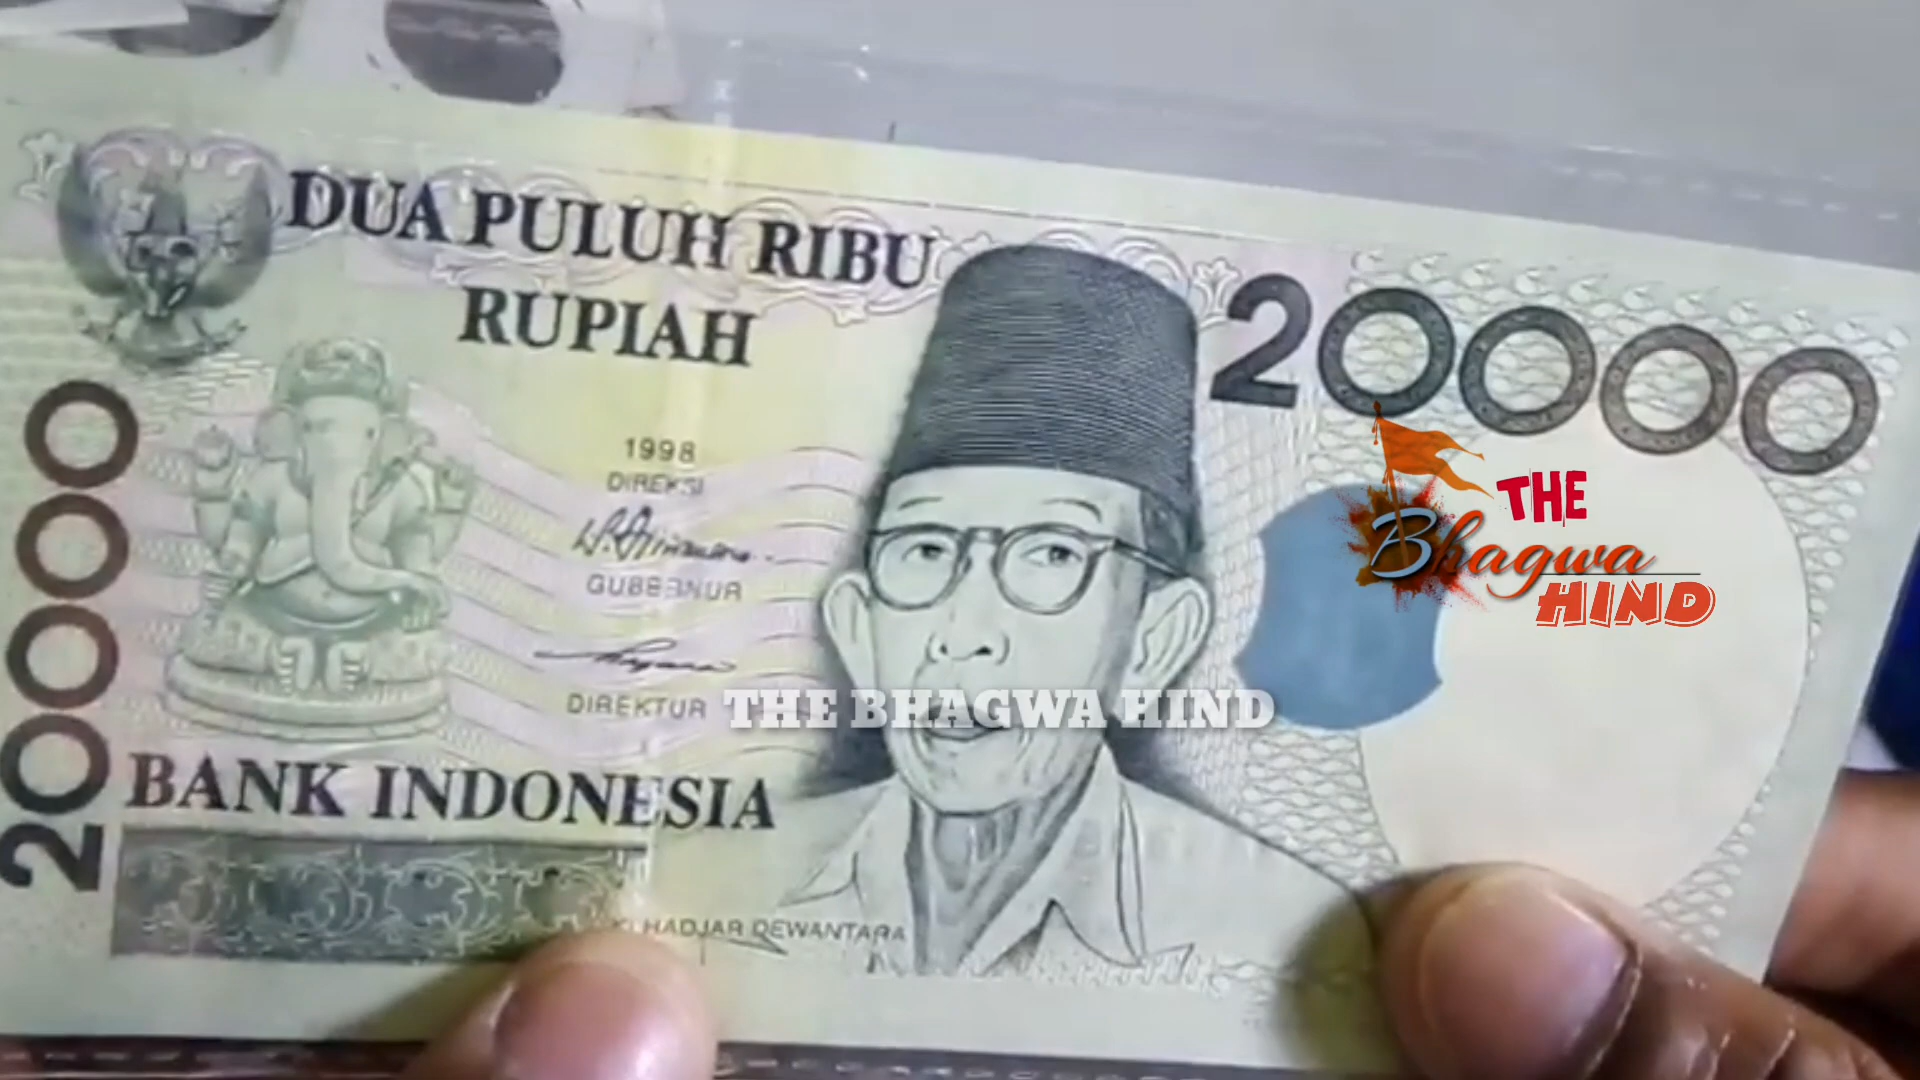 DUA PULUH RIBU
RUPIAH
20000
20000
1998
DIREKSI
GUBERNUR
DIREKTUR
BANK INDONESIA
KI HADJAR DEWANTARA
THE
Bhagwa
HIND
THE BHAGWA HIND